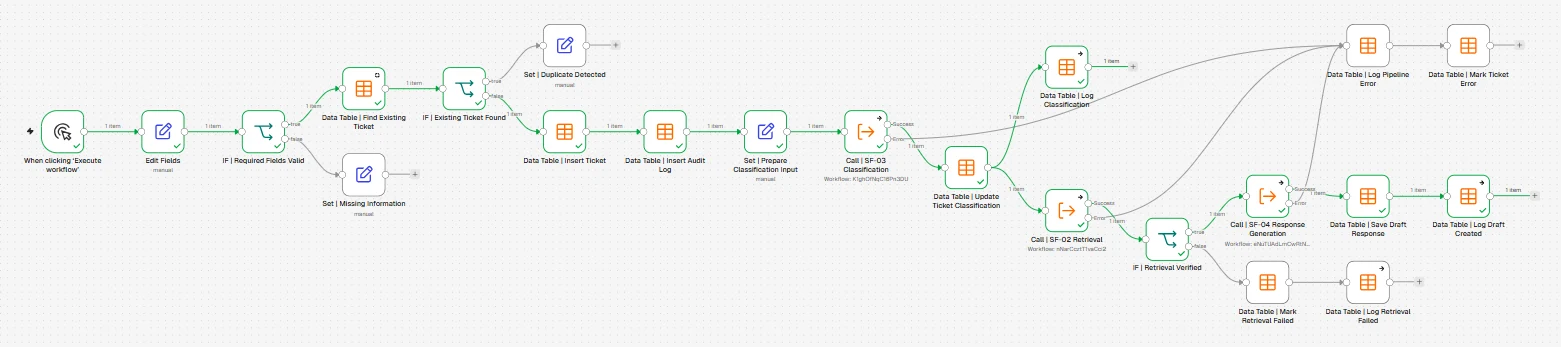 Set | Duplicate Detected
manual
Data Table | Log Pipeline
Error
Data Table | Mark Ticket
Error
1 item
Data Table | Log
Classification
1 item
true
false
1 item
Data Table | Find Existing
Ticket
IF | Existing Ticket Found
1 item
1 item
1 item
true
false
When clicking 'Execute
workflow'
Edit Fields
manual
IF | Required Fields Valid
1 item
Data Table | Insert Ticket
1 item
Data Table | Insert Audit
Log
1 item
Set | Prepare
Classification Input
manual
1 item
Success
Error
Call | SF-03
Classification
1 item
1 item
Set | Missing Information
manual
Data Table | Update
Ticket Classification
1 item
Success
Error
Call | SF-02 Retrieval
1 item
true
false
IF | Retrieval Verified
1 item
Success
Error
Call | SF-04 Response
Generation
1 item
Data Table | Save Draft
Response
1 item
Data Table | Log Draft
Created
1 item
Data Table | Mark
Retrieval Failed
Data Table | Log Retrieval
Failed